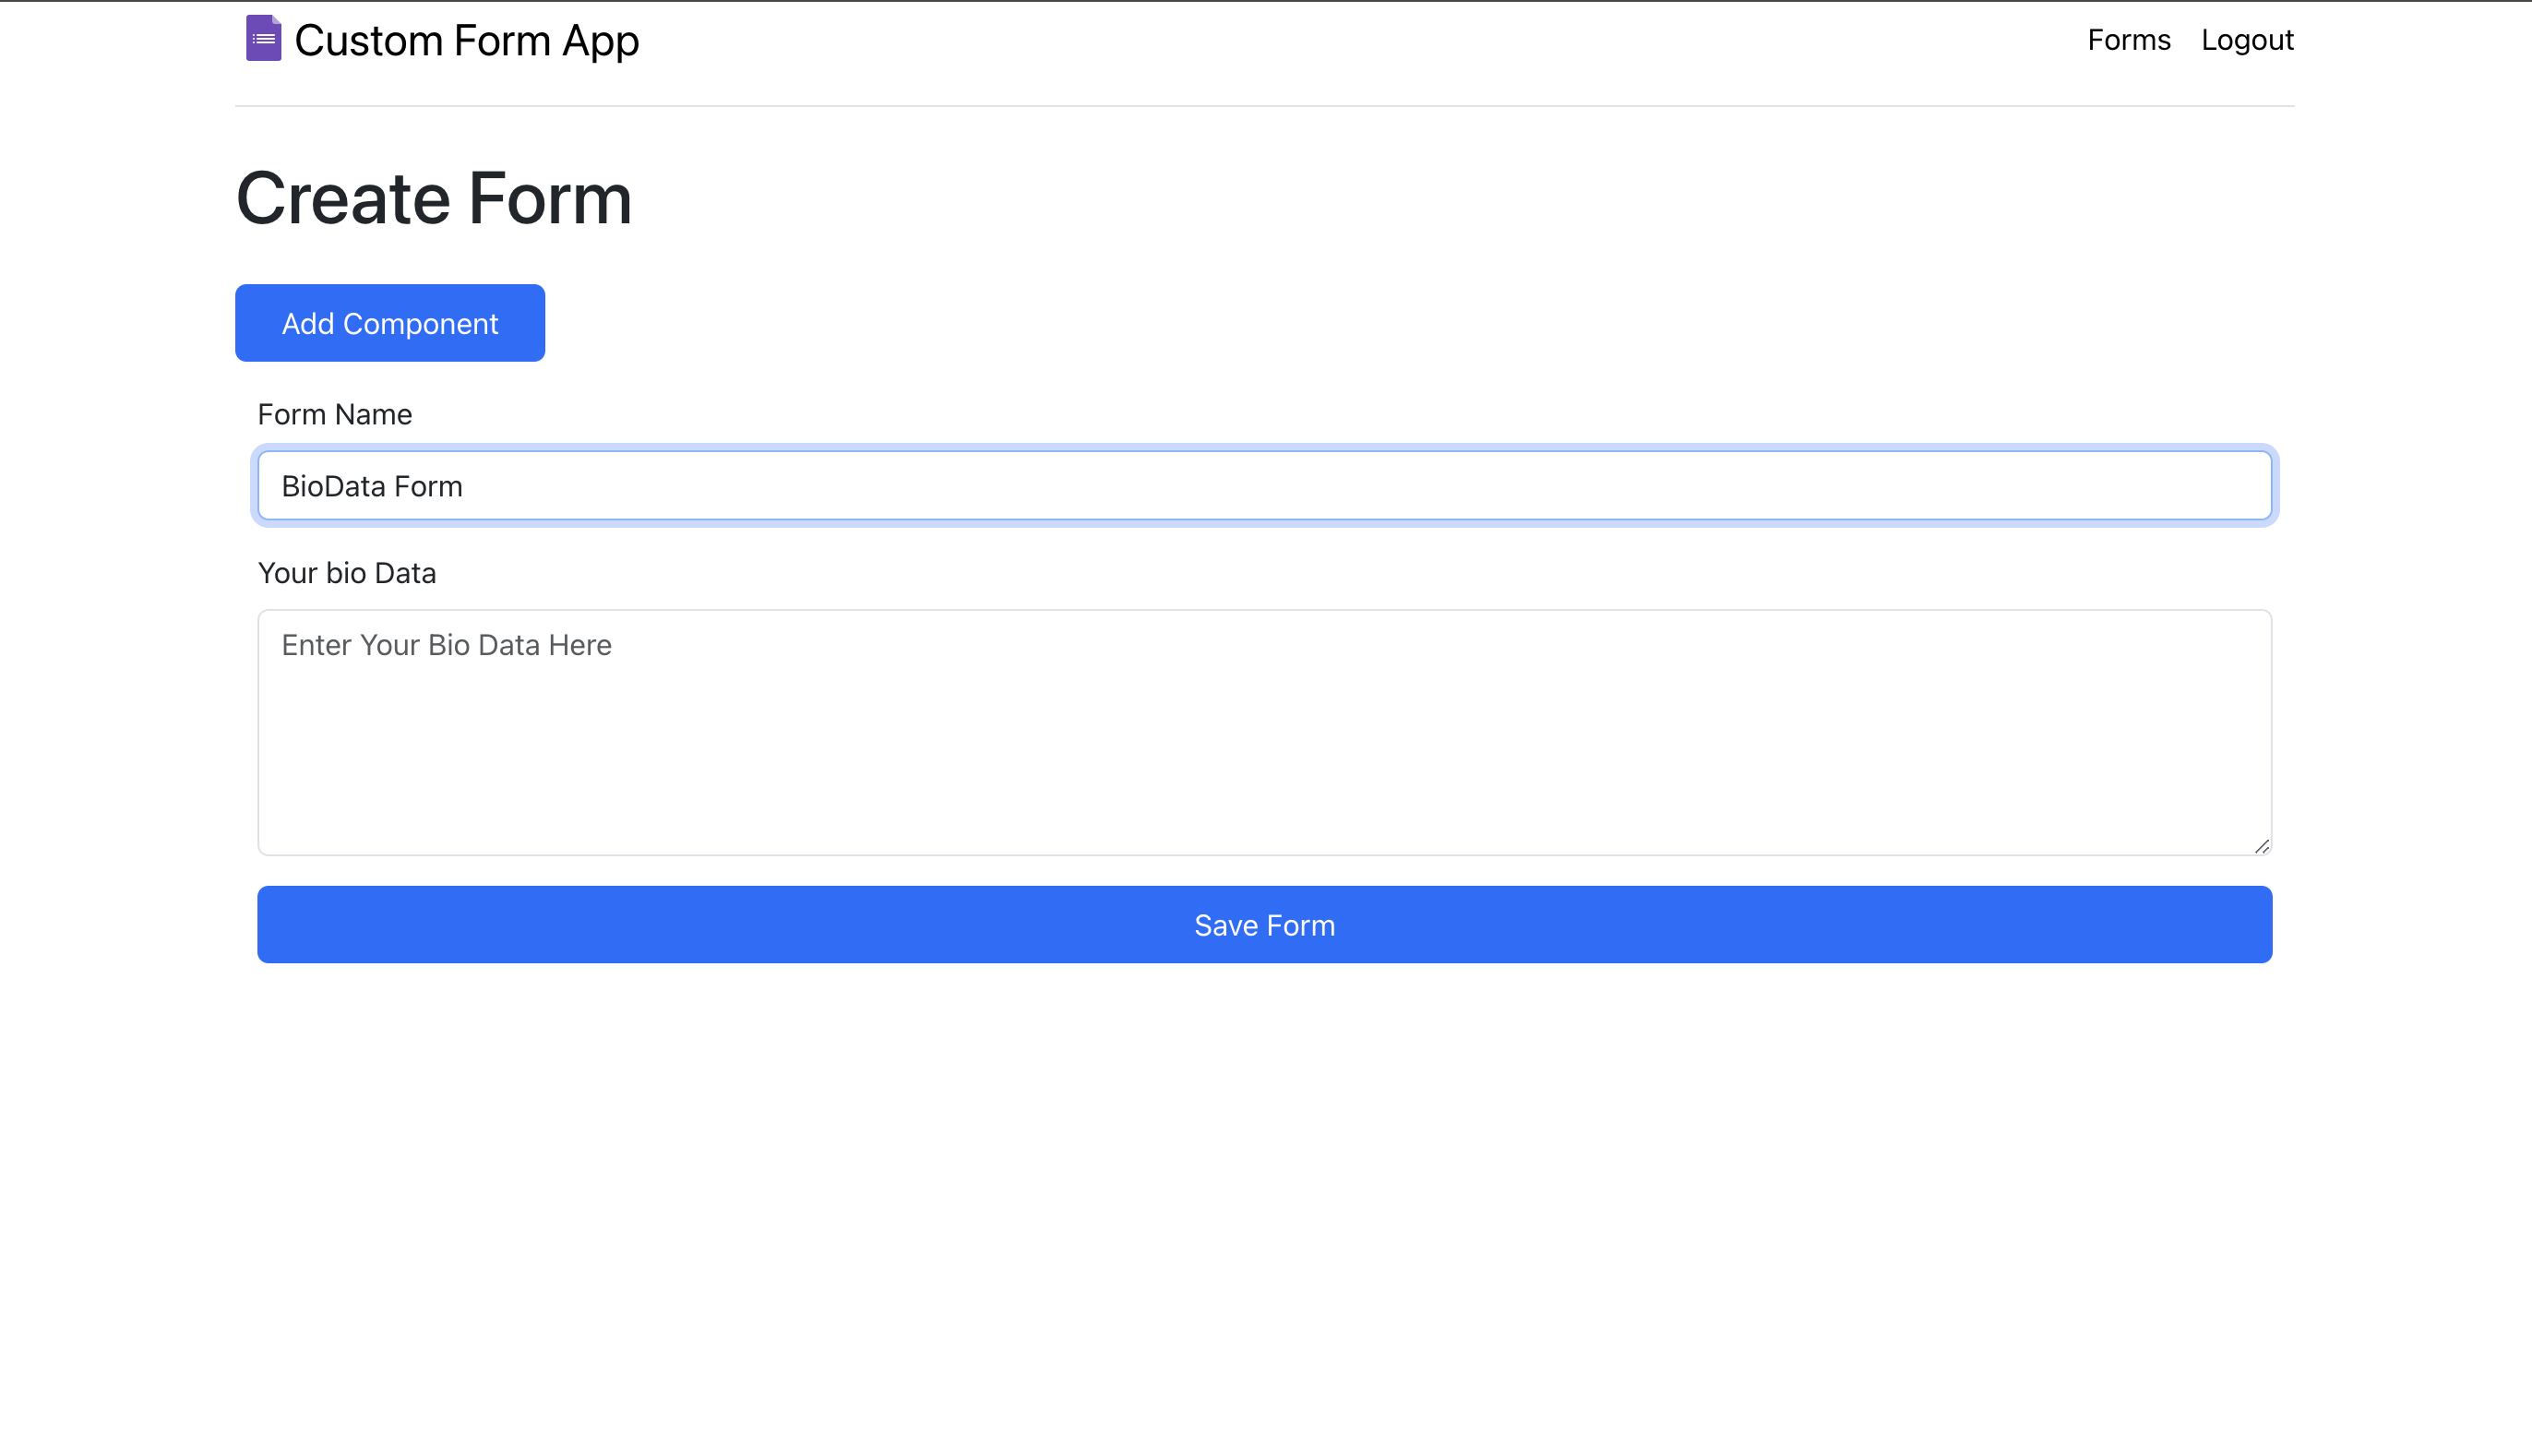 Custom Form App
Forms Logout
Create Form
Add Component
Form Name
BioData Form
Your bio Data
Enter Your Bio Data Here
Save Form